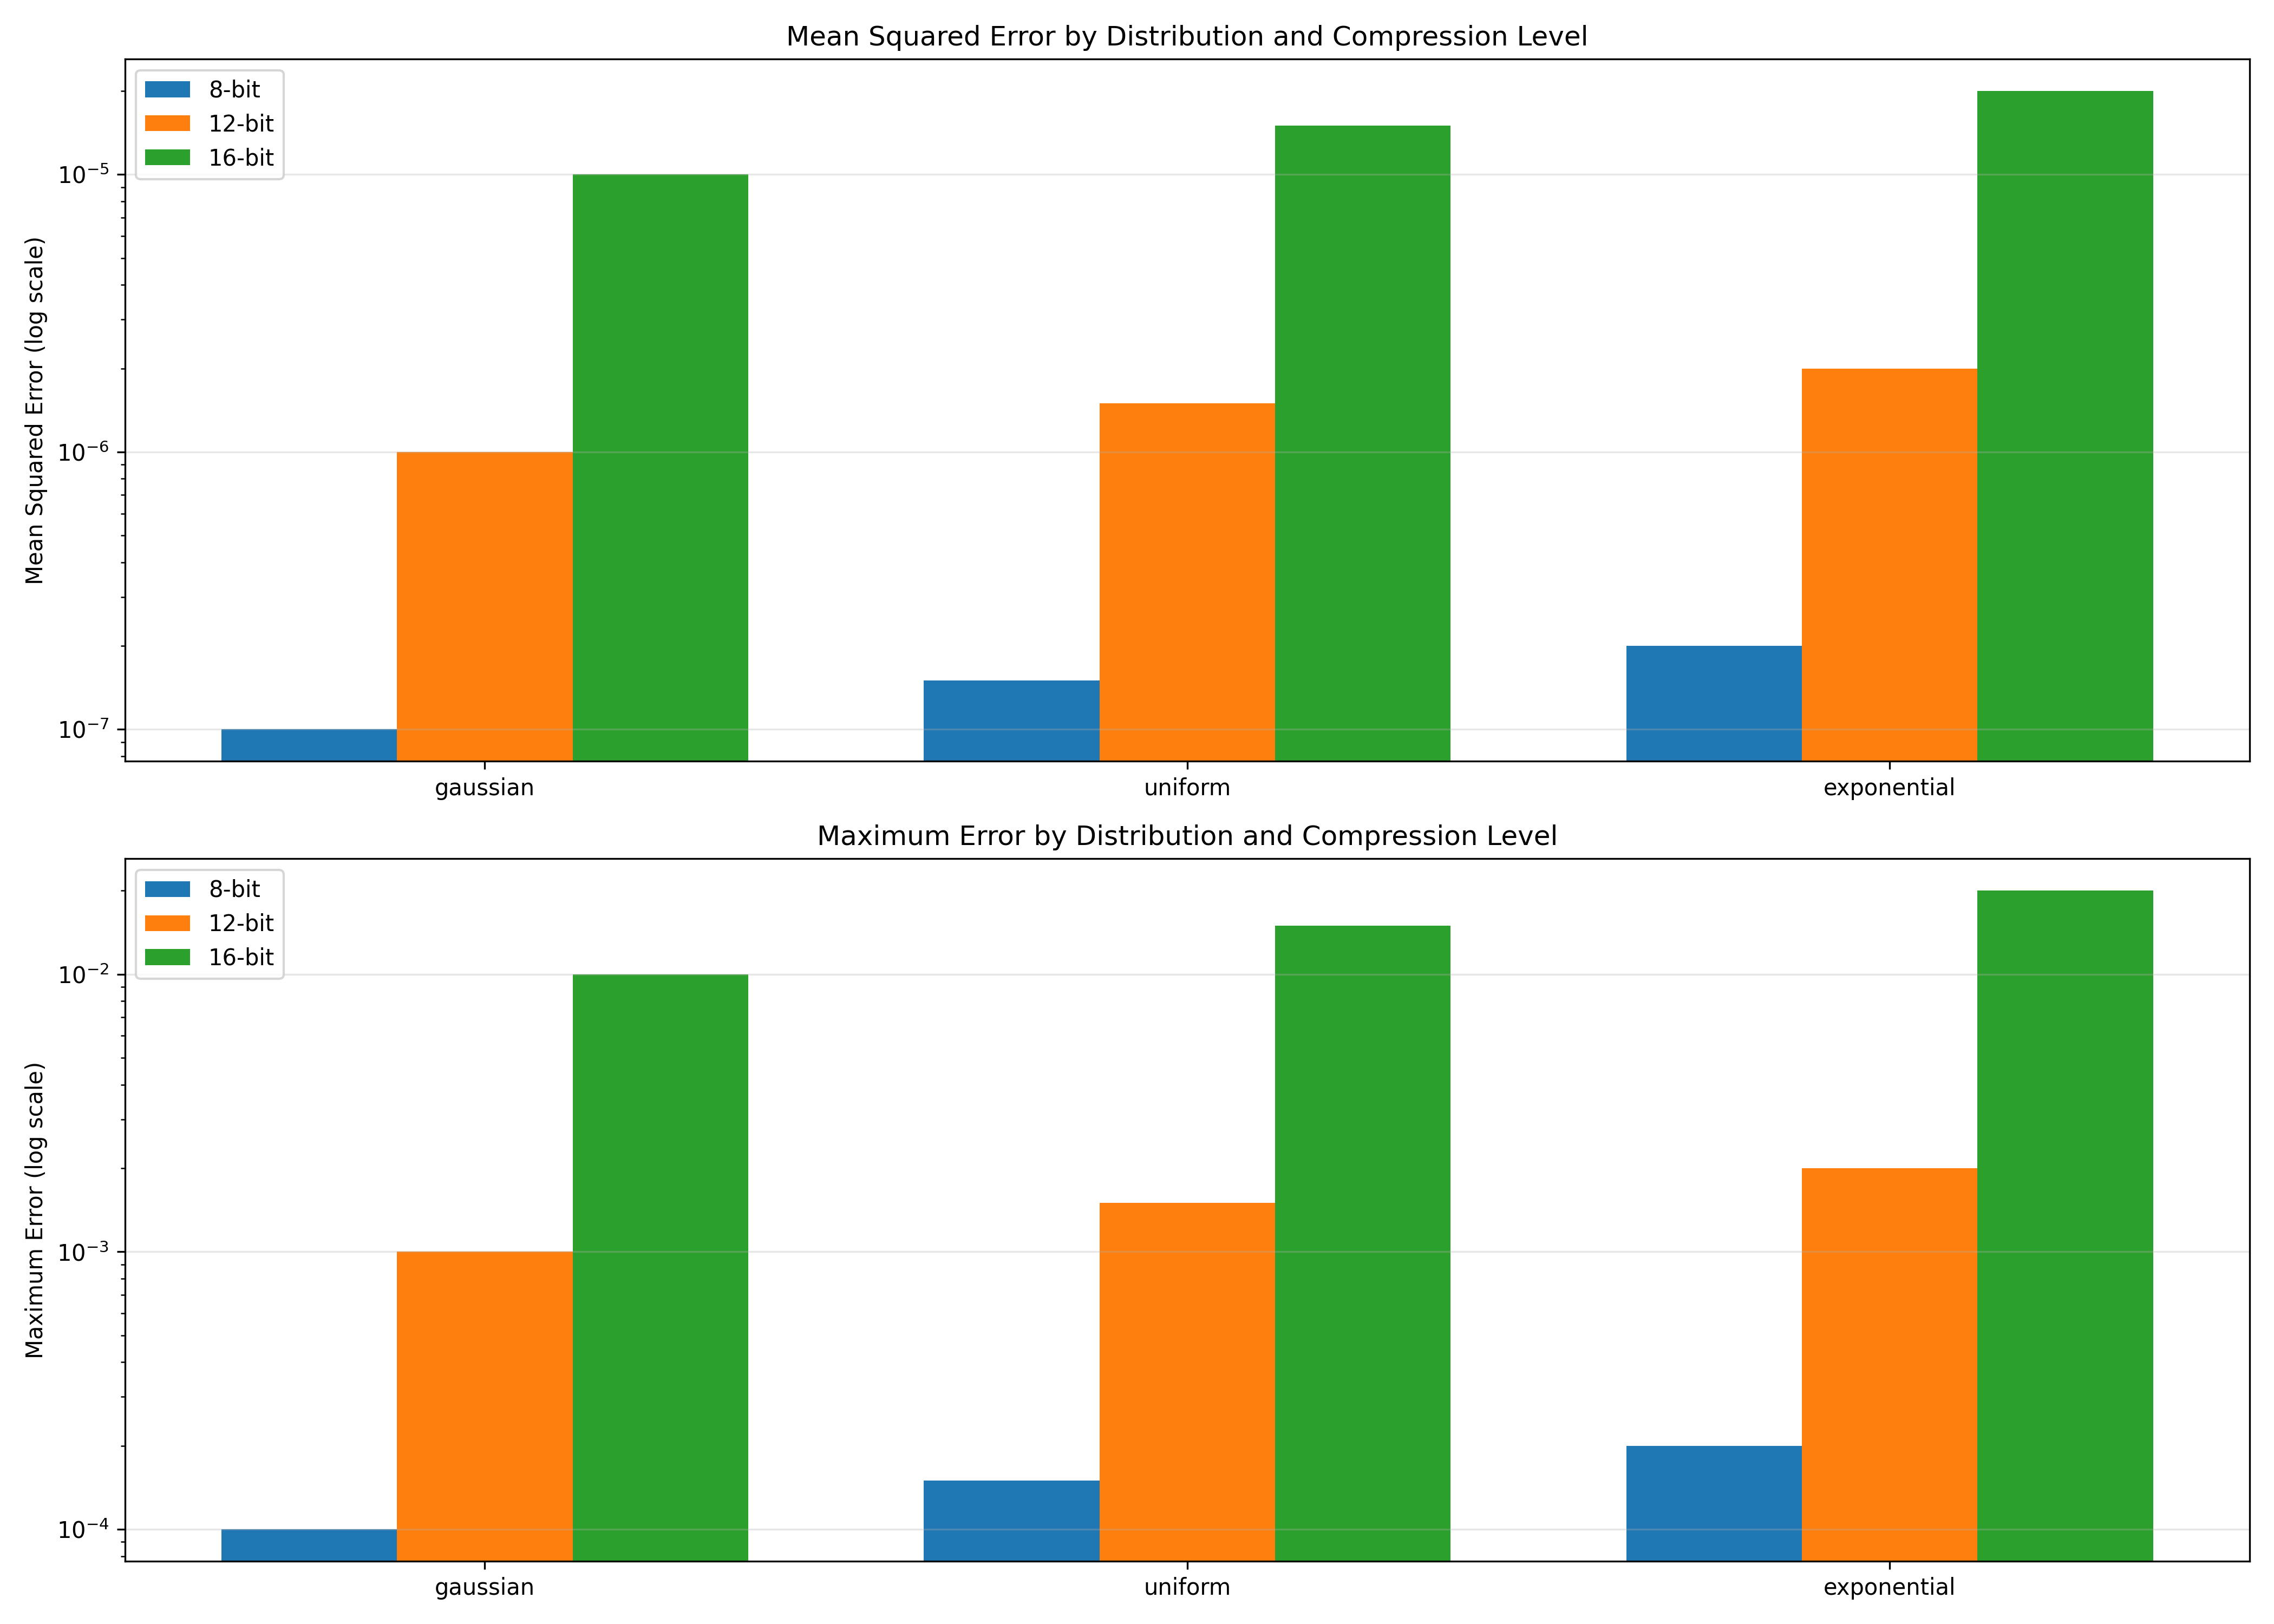 Mean Squared Error by Distribution and Compression Level
8-bit
12-bit
16-bit
Mean Squared Error (log scale)
10⁻⁵
10⁻⁶
10⁻⁷
gaussian uniform exponential
Maximum Error by Distribution and Compression Level
8-bit
12-bit
16-bit
Maximum Error (log scale)
10⁻²
10⁻³
10⁻⁴
gaussian uniform exponential